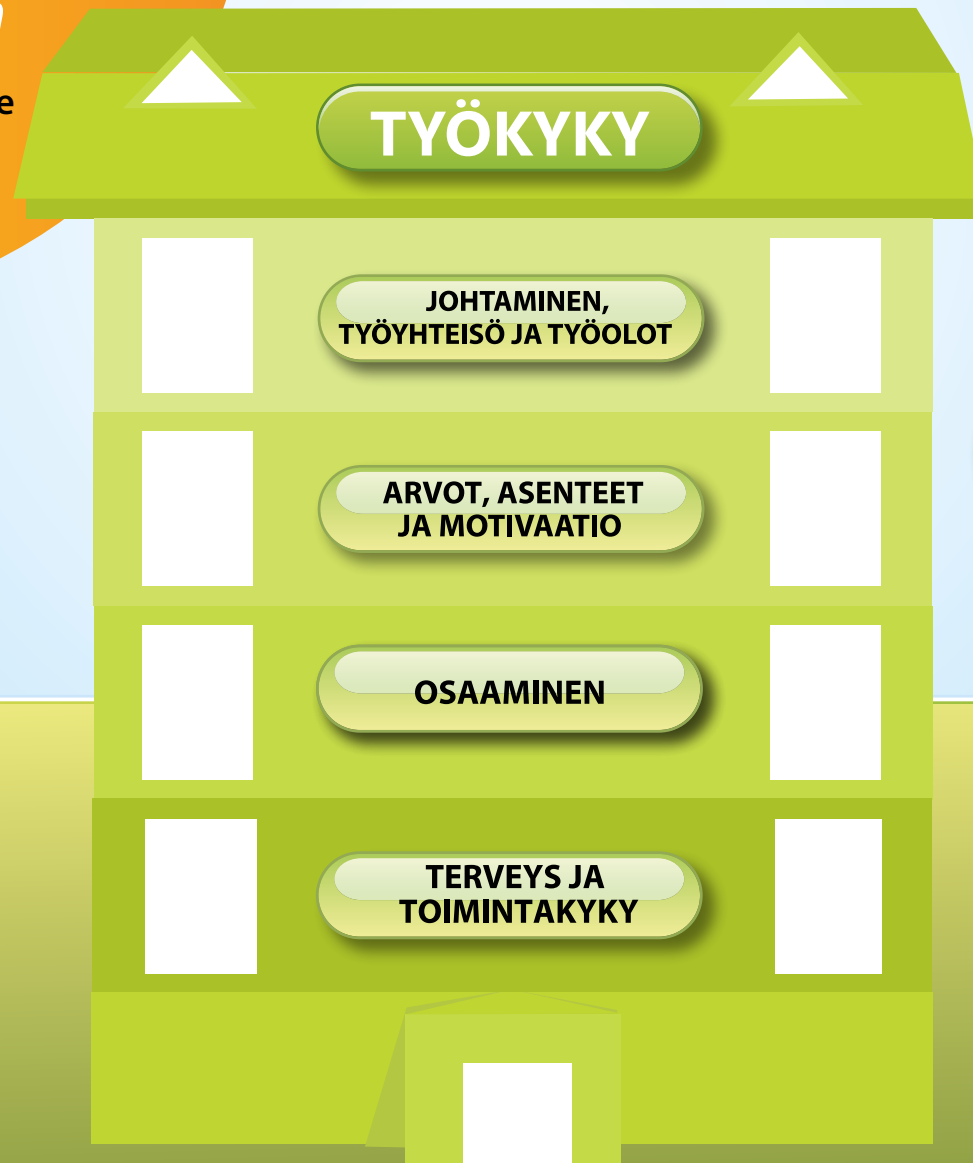 e
TYÖKYKY
JOHTAMINEN,
TYÖYHTEISÖ JA TYÖOLOT
ARVOT, ASENTEET
JA MOTIVAATIO
OSAAMINEN
TERVEYS JA
TOIMINTAKYKY